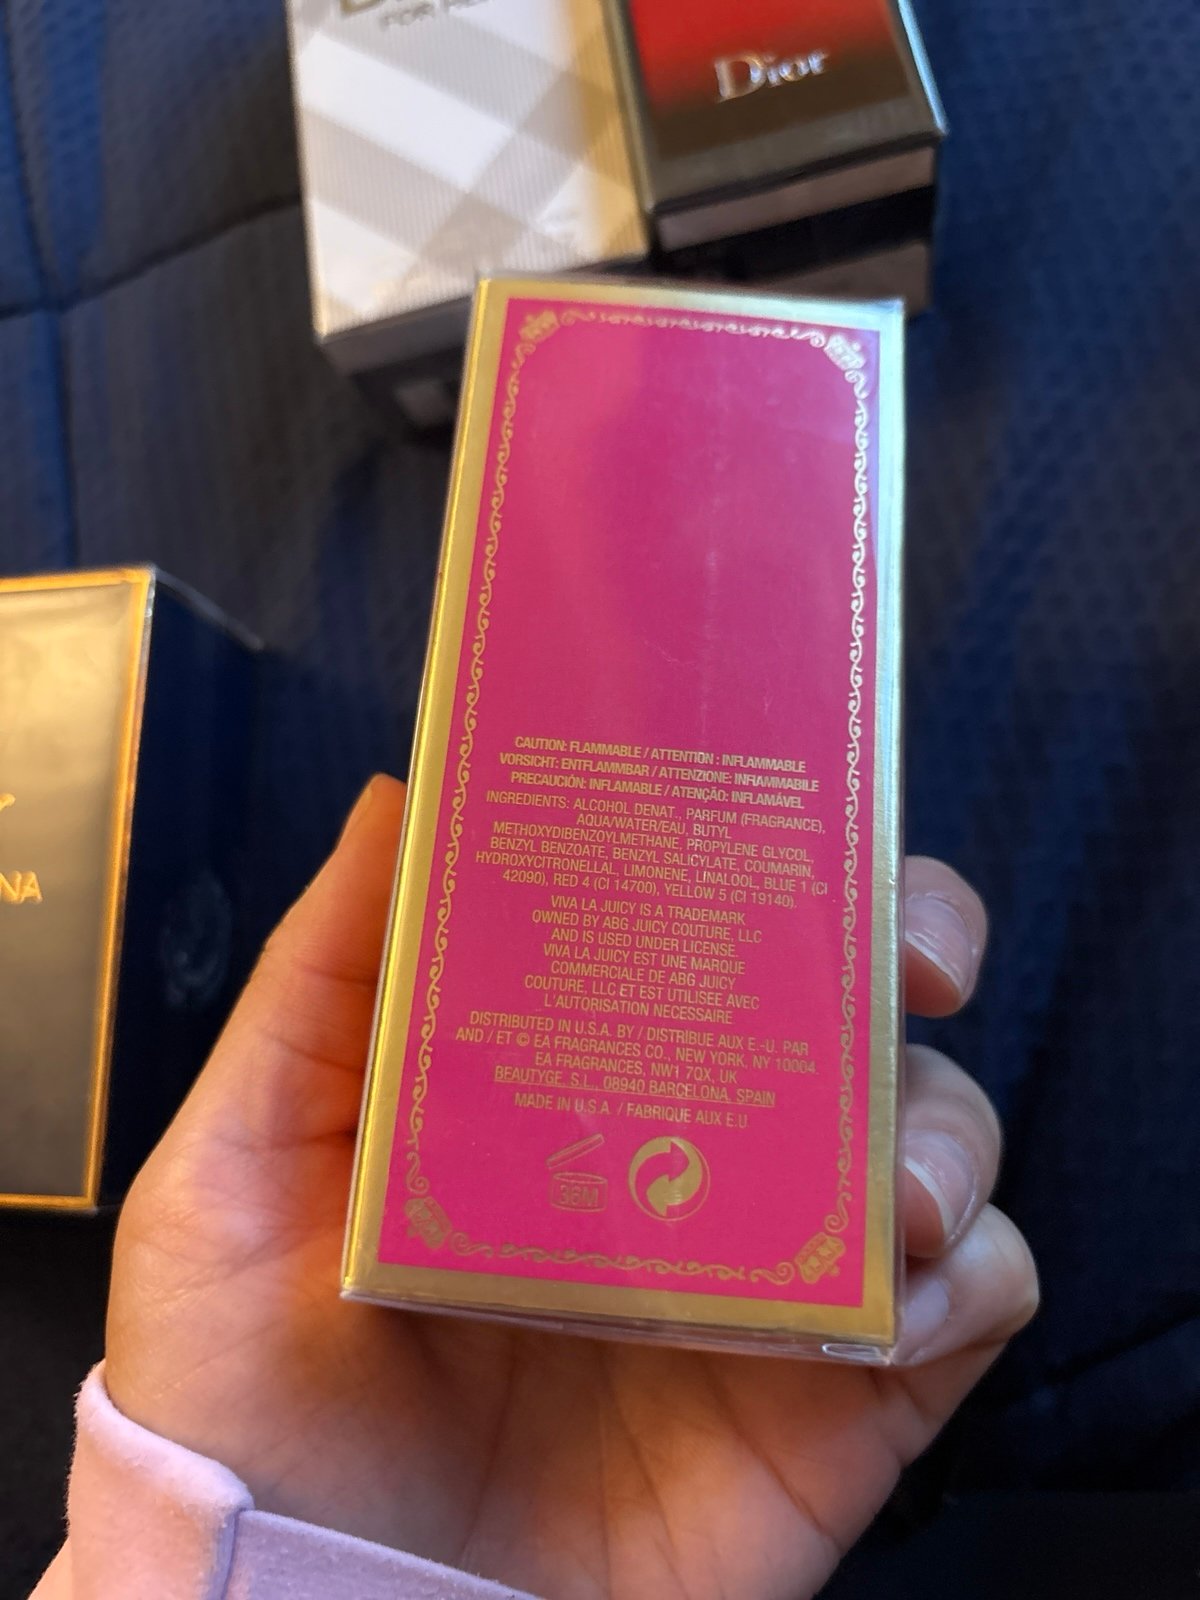 FOR
Dior
NA
CAUTION: FLAMMABLE / ATTENTION : INFLAMMABLE
VORSICHT: ENTFLAMMBAR / ATTENZIONE: INFIAMMABILE
PRECAUCIÓN: INFLAMABLE / ATENÇÃO: INFLAMÁVEL
INGREDIENTS: ALCOHOL DENAT., PARFUM (FRAGRANCE),
AQUA/WATER/EAU, BUTYL
METHOXYDIBENZOYLMETHANE, PROPYLENE GLYCOL,
BENZYL BENZOATE, BENZYL SALICYLATE, COUMARIN,
HYDROXYCITRONELLAL, LIMONENE, LINALOOL, BLUE 1 (CI
42090), RED 4 (CI 14700), YELLOW 5 (CI 19140).
VIVA LA JUICY IS A TRADEMARK
OWNED BY ABG JUICY COUTURE, LLC
AND IS USED UNDER LICENSE.
VIVA LA JUICY EST UNE MARQUE
COMMERCIALE DE ABG JUICY
COUTURE, LLC ET EST UTILISEE AVEC
L'AUTORISATION NECESSAIRE.
DISTRIBUTED IN U.S.A. BY / DISTRIBUE AUX E.-U. PAR
AND / ET © EA FRAGRANCES CO., NEW YORK, NY 10004.
EA FRAGRANCES, NW1 7QX, UK
BEAUTYGE, S.L., 08940 BARCELONA, SPAIN
MADE IN U.S.A. / FABRIQUE AUX E.U.
36M